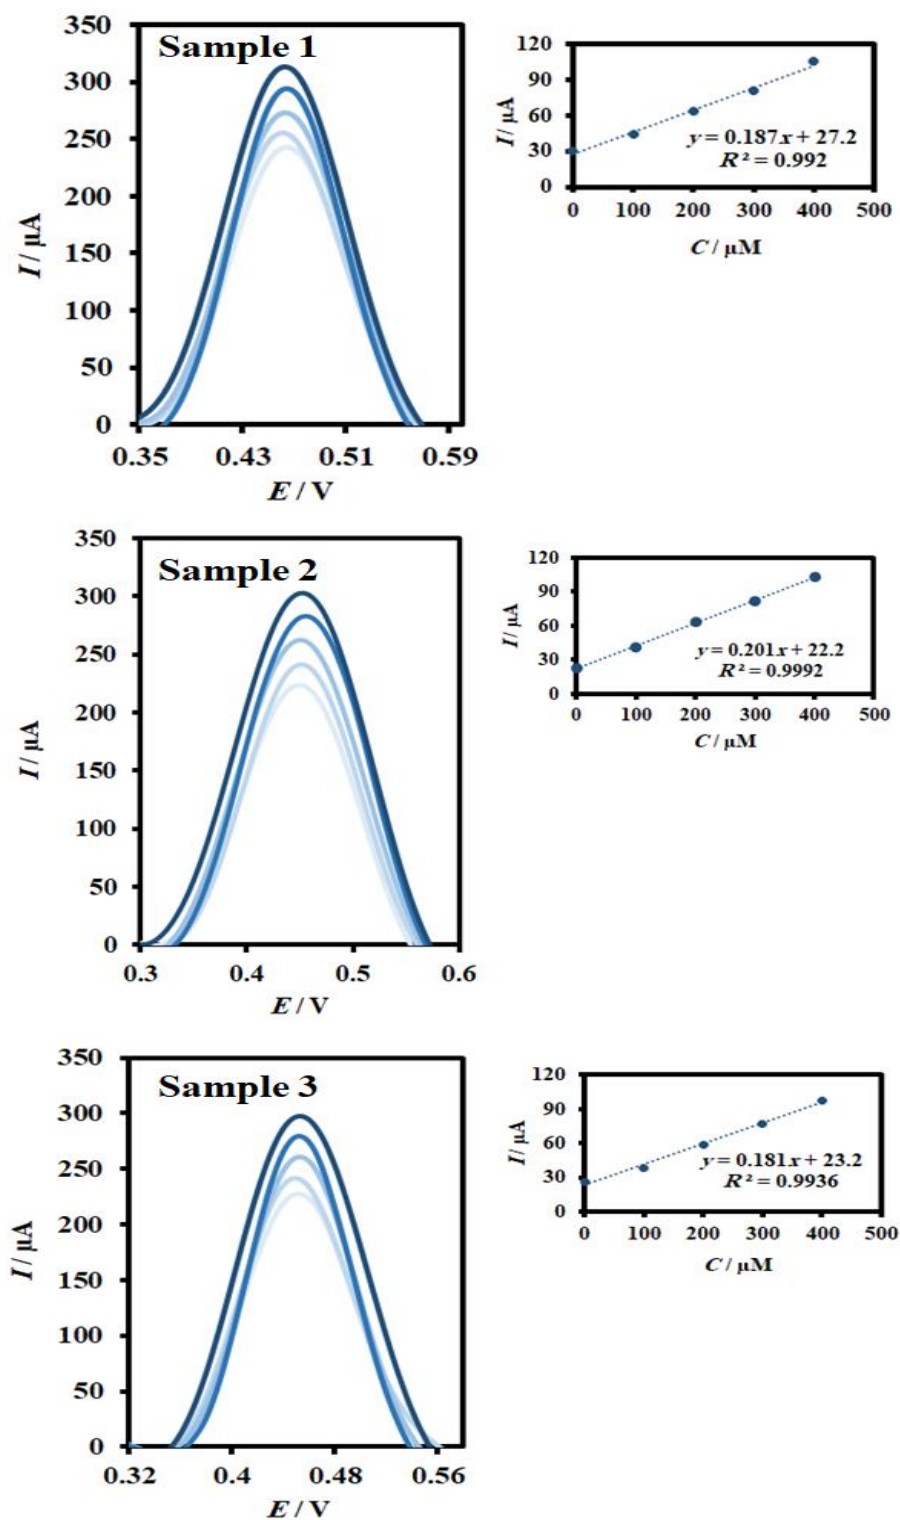 Sample 1
350
300
250
200
150
100
50
0
I / µA
0.35 0.43 0.51 0.59
E / V
120
90
60
30
0
I / µA
y = 0.187x + 27.2
R² = 0.992
0 100 200 300 400 500
C / µM
Sample 2
350
300
250
200
150
100
50
0
I / µA
0.3 0.4 0.5 0.6
E / V
120
90
60
30
0
I / µA
y = 0.201x + 22.2
R² = 0.9992
0 100 200 300 400 500
C / µM
Sample 3
350
300
250
200
150
100
50
0
I / µA
0.32 0.4 0.48 0.56
E / V
120
90
60
30
0
I / µA
y = 0.181x + 23.2
R² = 0.9936
0 100 200 300 400 500
C / µM